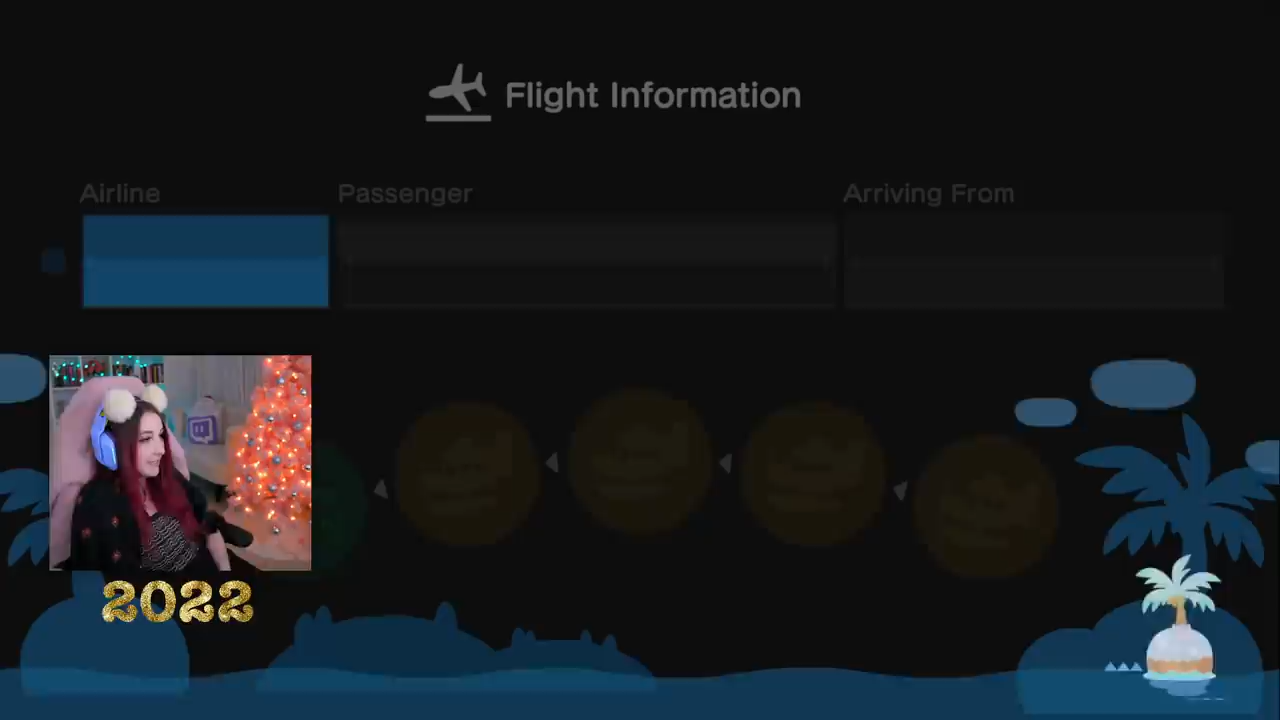 Flight Information
Airline
Passenger
Arriving From
2022